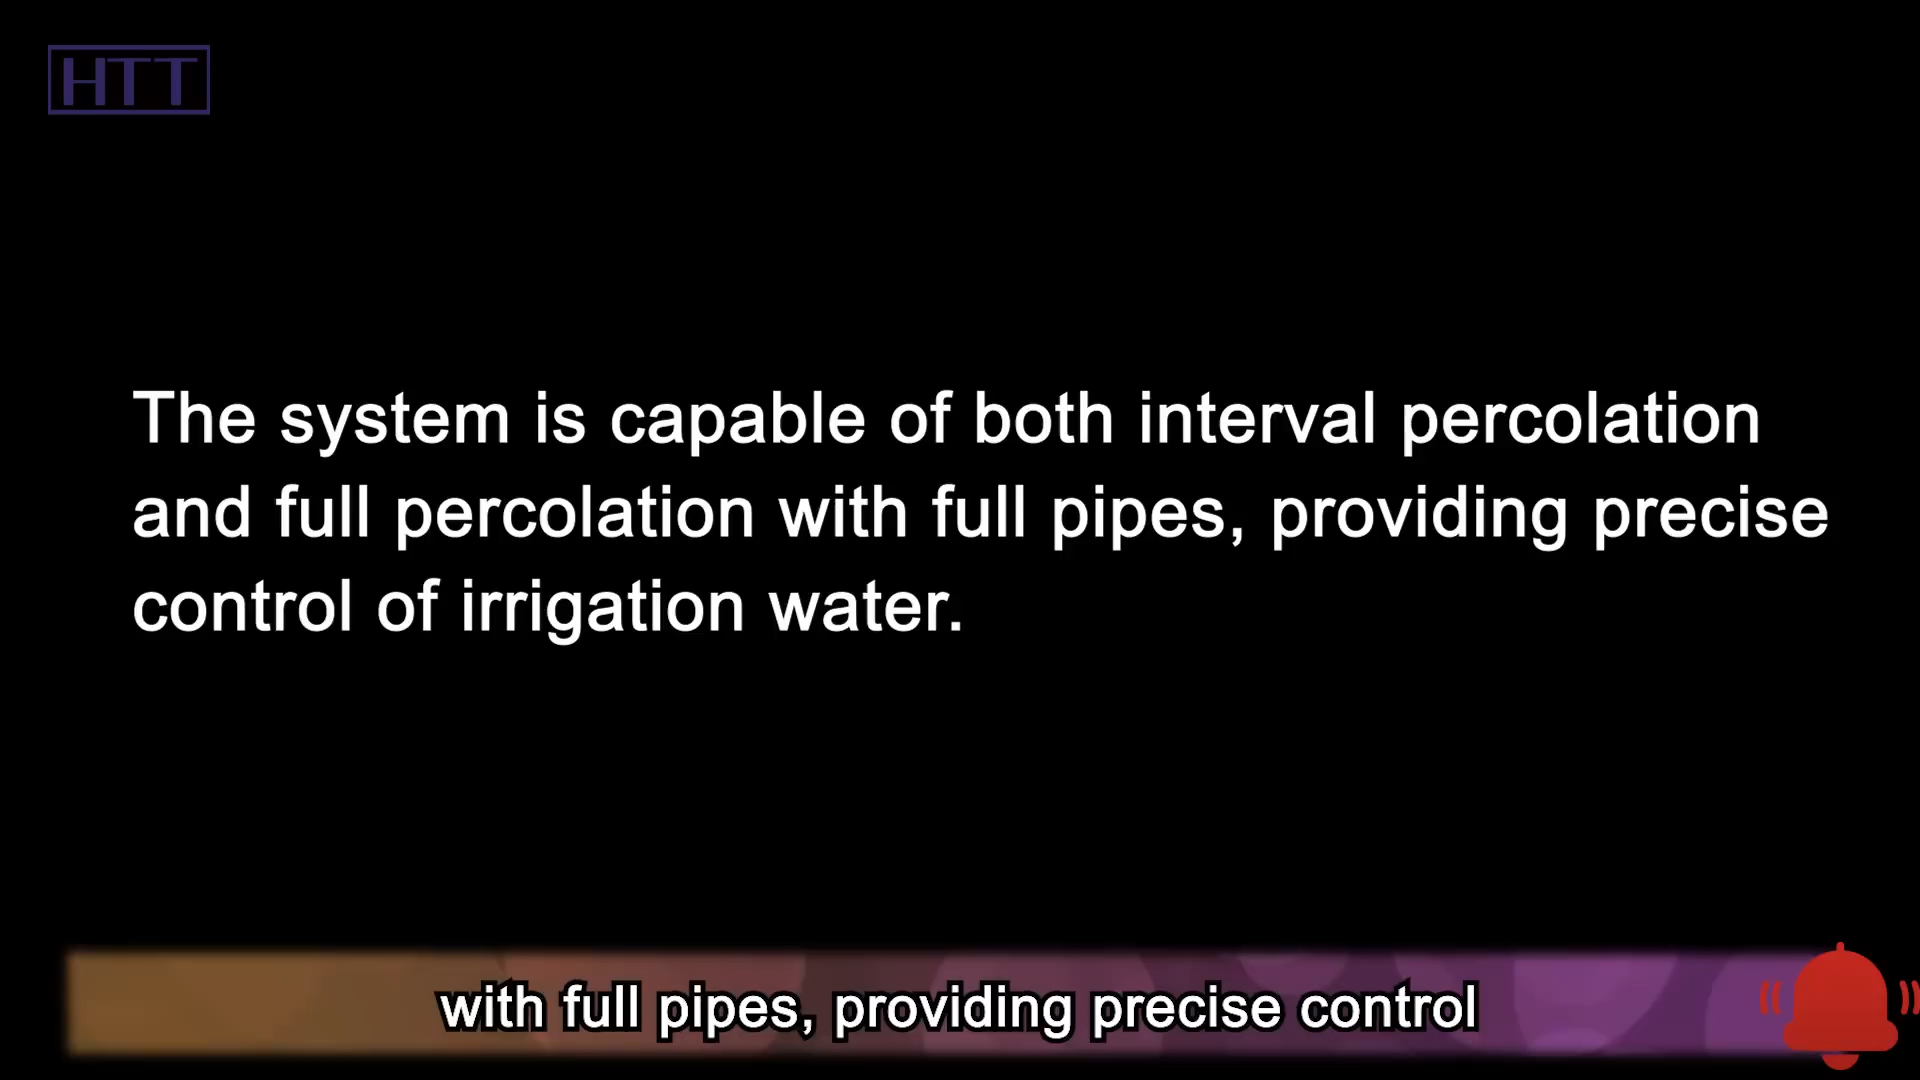 HTT
The system is capable of both interval percolation
and full percolation with full pipes, providing precise
control of irrigation water.
with full pipes, providing precise control